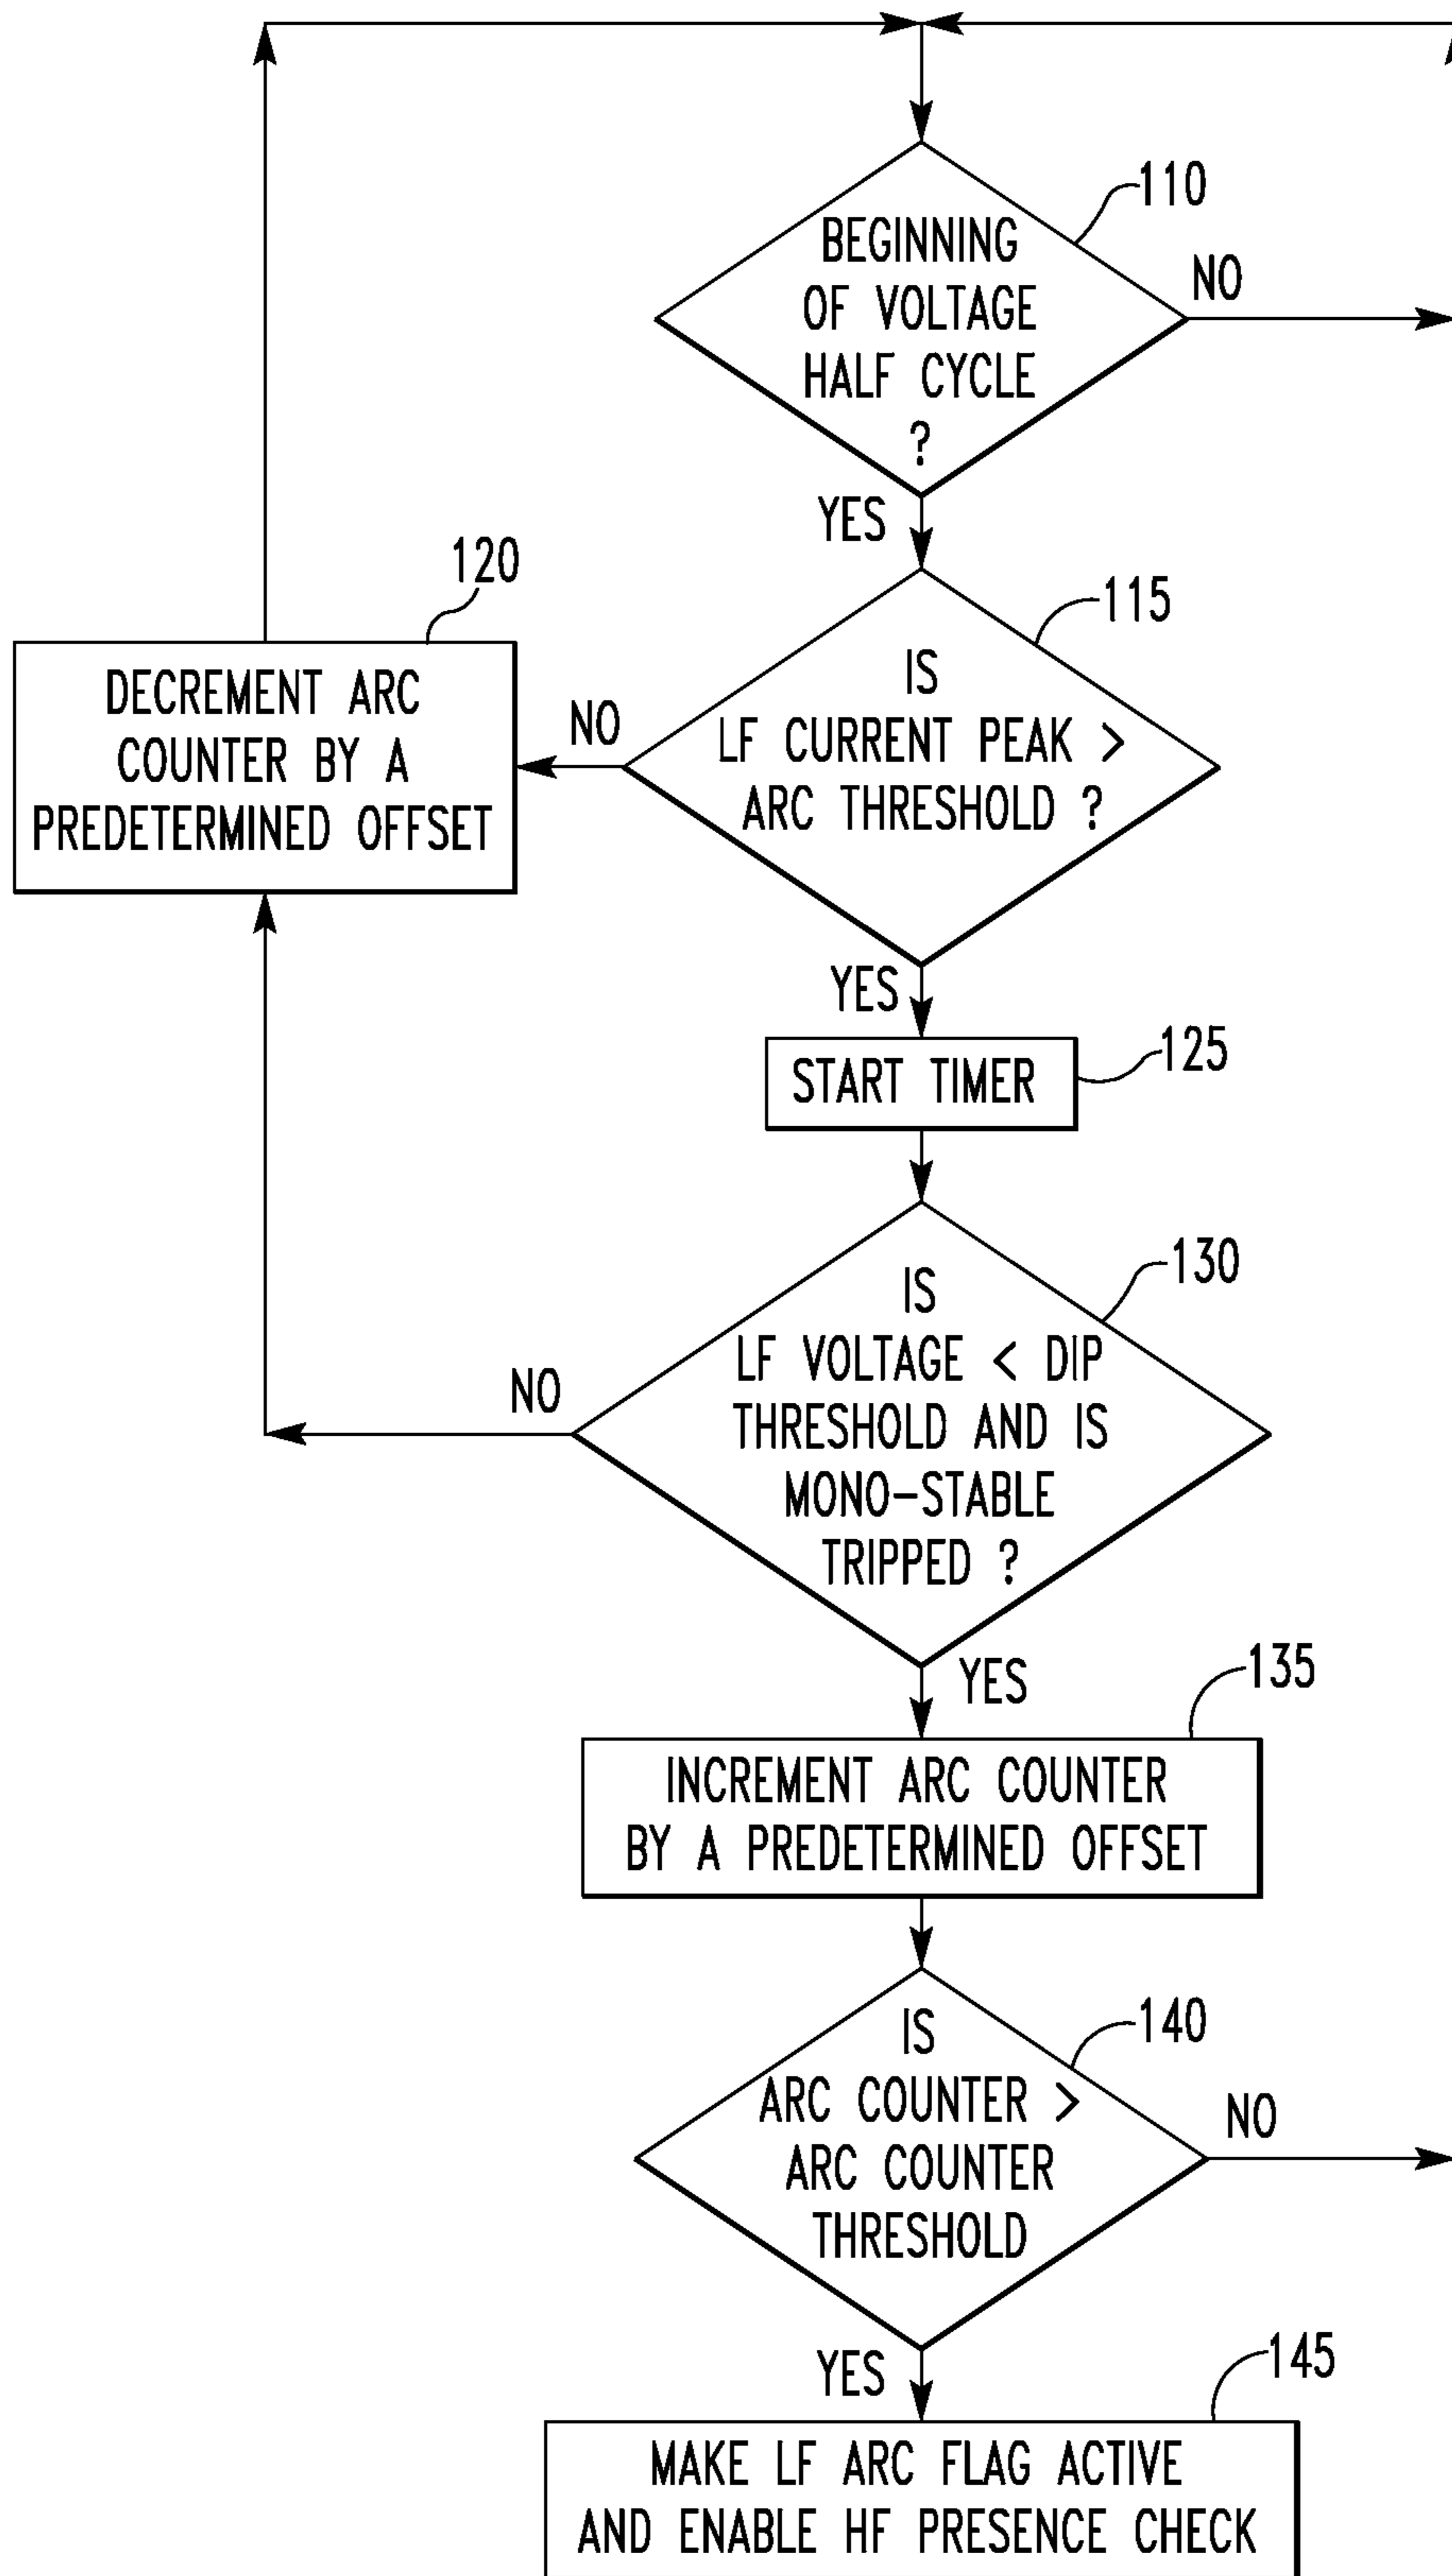 110
BEGINNING
OF VOLTAGE
HALF CYCLE
?
NO
YES
120
115
DECREMENT ARC
COUNTER BY A
PREDETERMINED OFFSET
NO
IS
LF CURRENT PEAK >
ARC THRESHOLD ?
YES
START TIMER
125
130
IS
LF VOLTAGE < DIP
THRESHOLD AND IS
MONO-STABLE
TRIPPED ?
NO
YES
135
INCREMENT ARC COUNTER
BY A PREDETERMINED OFFSET
140
IS
ARC COUNTER >
ARC COUNTER
THRESHOLD
NO
YES
145
MAKE LF ARC FLAG ACTIVE
AND ENABLE HF PRESENCE CHECK